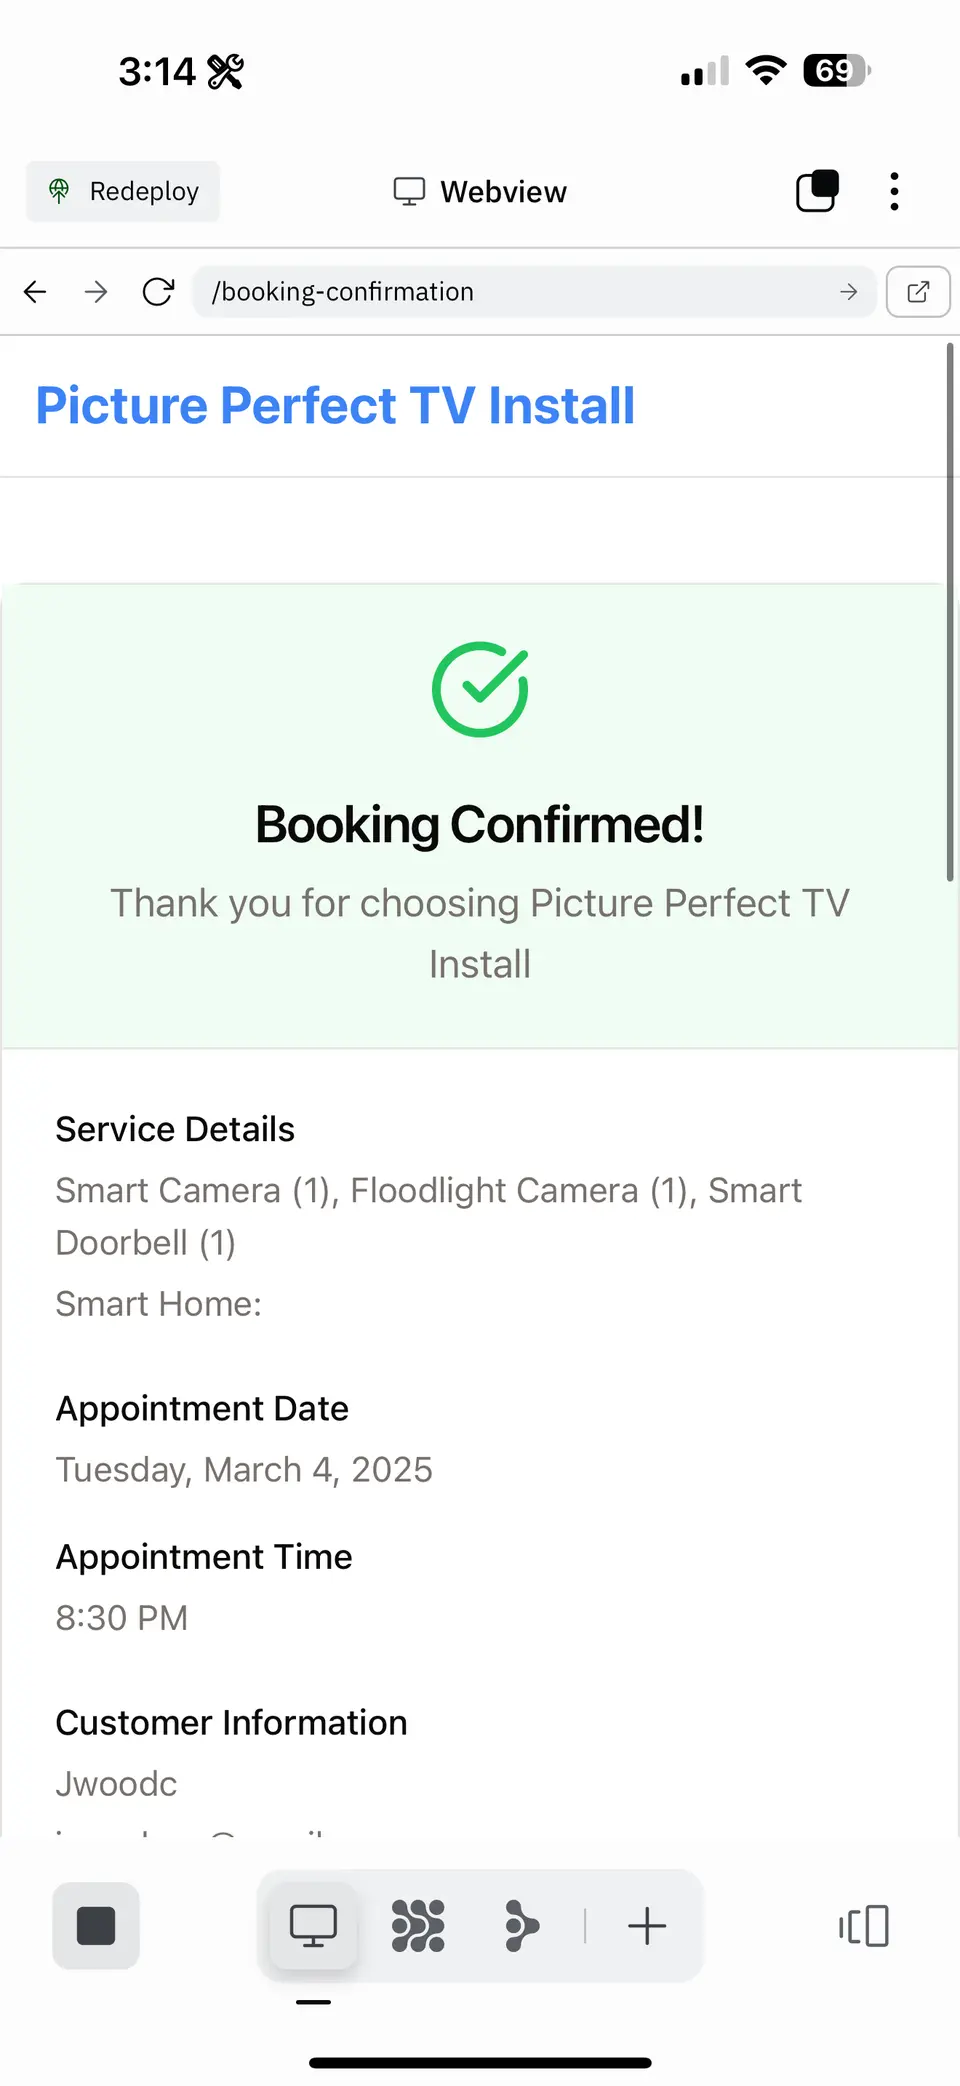 3:14
69
Redeploy
Webview
/booking-confirmation
Picture Perfect TV Install
Booking Confirmed!
Thank you for choosing Picture Perfect TV
Install
Service Details
Smart Camera (1), Floodlight Camera (1), Smart
Doorbell (1)
Smart Home:
Appointment Date
Tuesday, March 4, 2025
Appointment Time
8:30 PM
Customer Information
Jwoodc